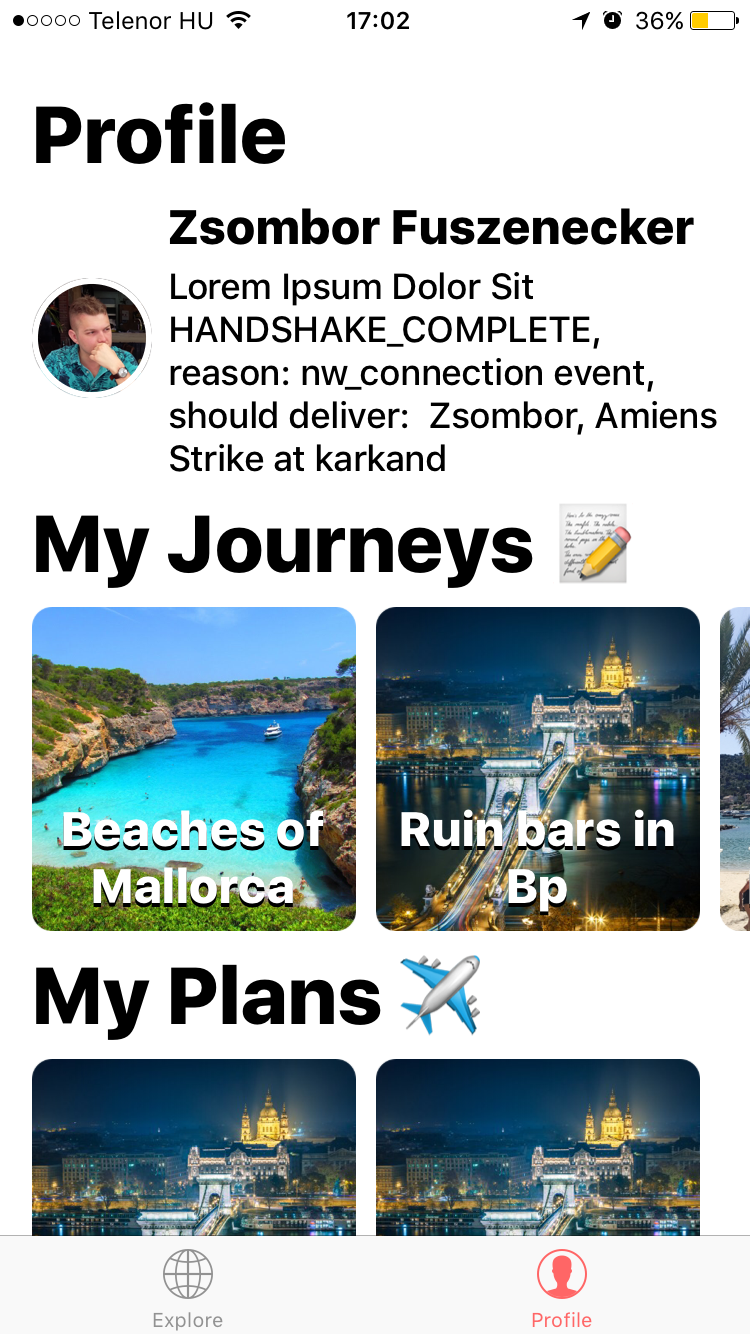 Telenor HU 17:02 36%
Profile
Zsombor Fuszenecker
Lorem Ipsum Dolor Sit
HANDSHAKE_COMPLETE,
reason: nw_connection event,
should deliver:  Zsombor, Amiens
Strike at karkand
My Journeys 📝
Beaches of
Mallorca
Ruin bars in
Bp
My Plans ✈️
Explore
Profile